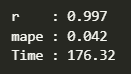 r    : 0.997
mape : 0.042
Time : 176.32